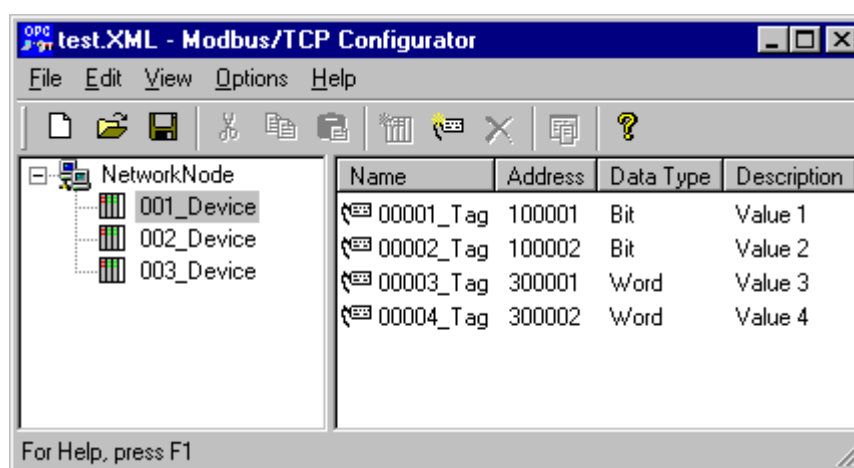 test.XML - Modbus/TCP Configurator
File Edit View Options Help
NetworkNode
001_Device
002_Device
003_Device
Name Address Data Type Description
00001_Tag 100001 Bit Value 1
00002_Tag 100002 Bit Value 2
00003_Tag 300001 Word Value 3
00004_Tag 300002 Word Value 4
For Help, press F1